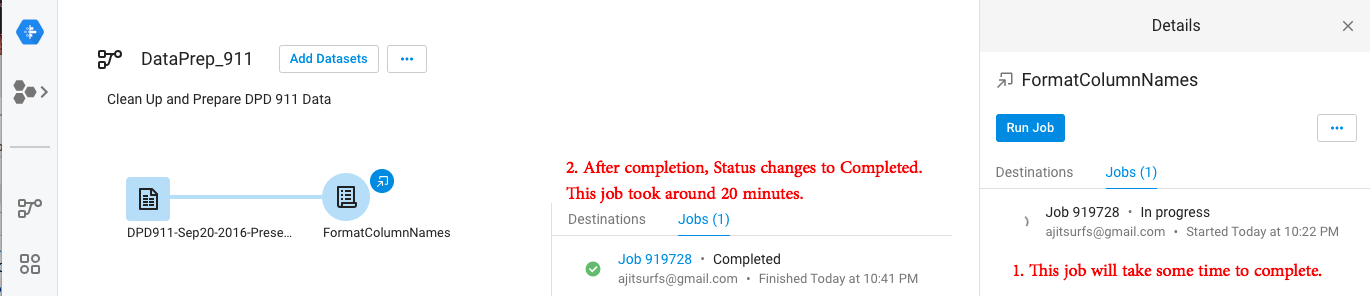 DataPrep_911
Add Datasets
...
Clean Up and Prepare DPD 911 Data
DPD911-Sep20-2016-Prese...
FormatColumnNames
2. After completion, Status changes to Completed.
This job took around 20 minutes.
Destinations
Jobs (1)
Job 919728 • Completed
ajitsurfs@gmail.com • Finished Today at 10:41 PM
Details
FormatColumnNames
Run Job
...
Destinations
Jobs (1)
Job 919728 • In progress
ajitsurfs@gmail.com • Started Today at 10:22 PM
1. This job will take some time to complete.